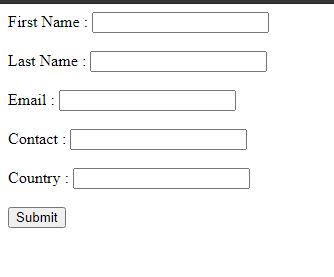 First Name :
Last Name :
Email :
Contact :
Country :
Submit